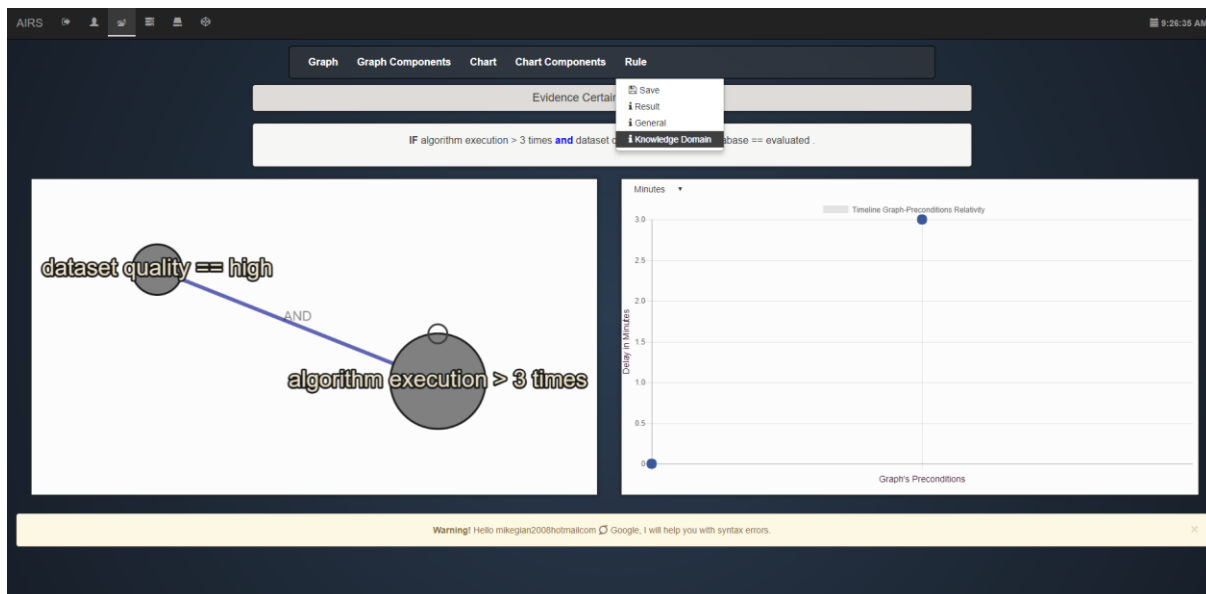 AIRS
9:26:35 AM
Graph Graph Components Chart Chart Components Rule
Save
Result
General
Knowledge Domain
Evidence
IF algorithm execution > 3 times and dataset == evaluated .
dataset quality == high
AND
algorithm execution > 3 times
Minutes
Timeline Graph-Preconditions Relativity
3.0
2.5
2.0
1.5
1.0
0.5
0
Delay in Minutes
Graph's Preconditions
Warning! Hello mikegian2008hotmailcom Google, I will help you with syntax errors.
×